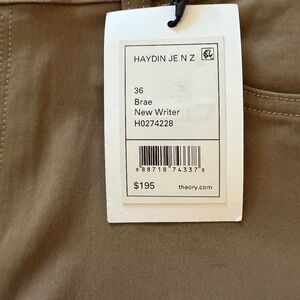 HAYDIN JE N Z
36
Brae
New Writer
H0274228
8 88718 74337 8
$195
theory.com